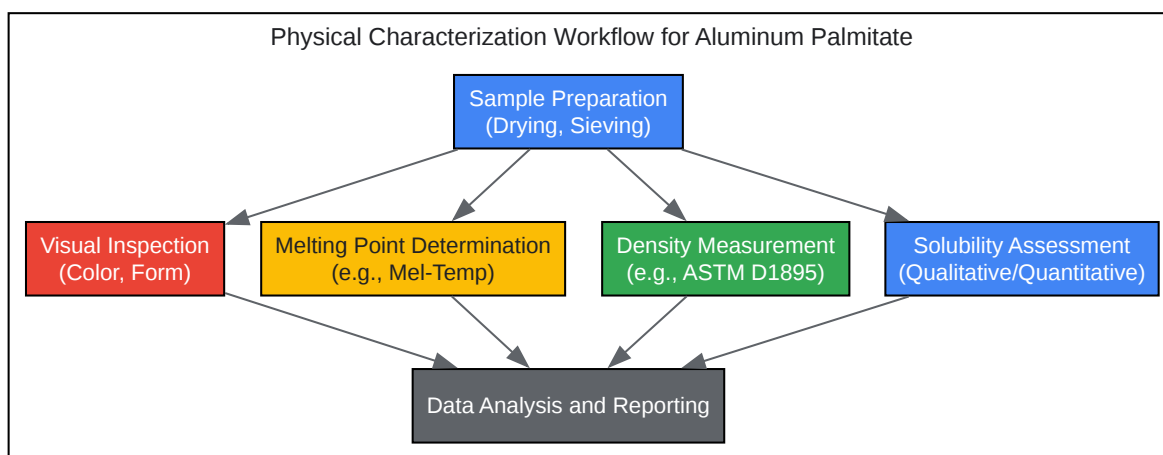 Physical Characterization Workflow for Aluminum Palmitate
Sample Preparation
(Drying, Sieving)
Visual Inspection
(Color, Form)
Melting Point Determination
(e.g., Mel-Temp)
Density Measurement
(e.g., ASTM D1895)
Solubility Assessment
(Qualitative/Quantitative)
Data Analysis and Reporting